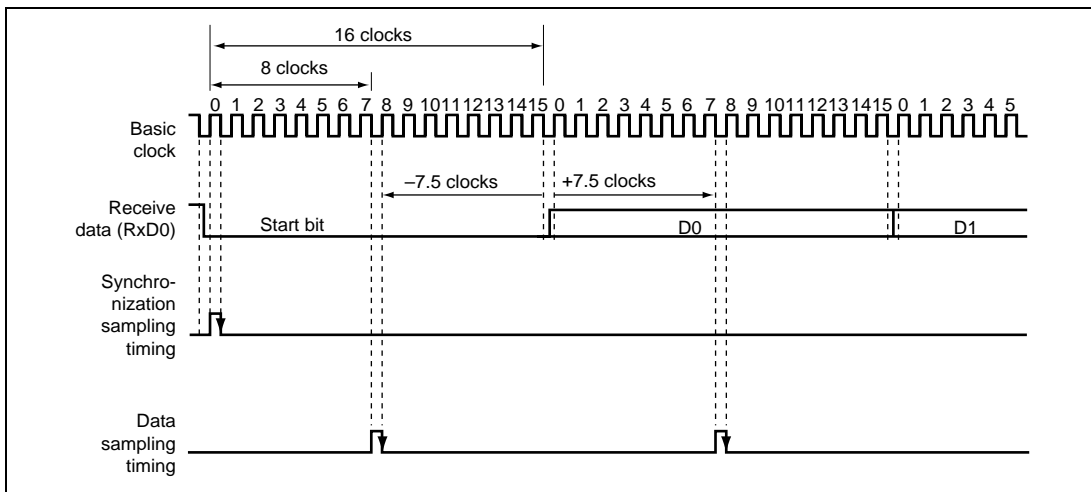 16 clocks
8 clocks
0 1 2 3 4 5 6 7 8 9 10 11 12 13 14 15 0 1 2 3 4 5 6 7 8 9 10 11 12 13 14 15 0 1 2 3 4 5
Basic
clock
–7.5 clocks +7.5 clocks
Receive
data (RxD0)
Start bit D0 D1
Synchro-
nization
sampling
timing
Data
sampling
timing